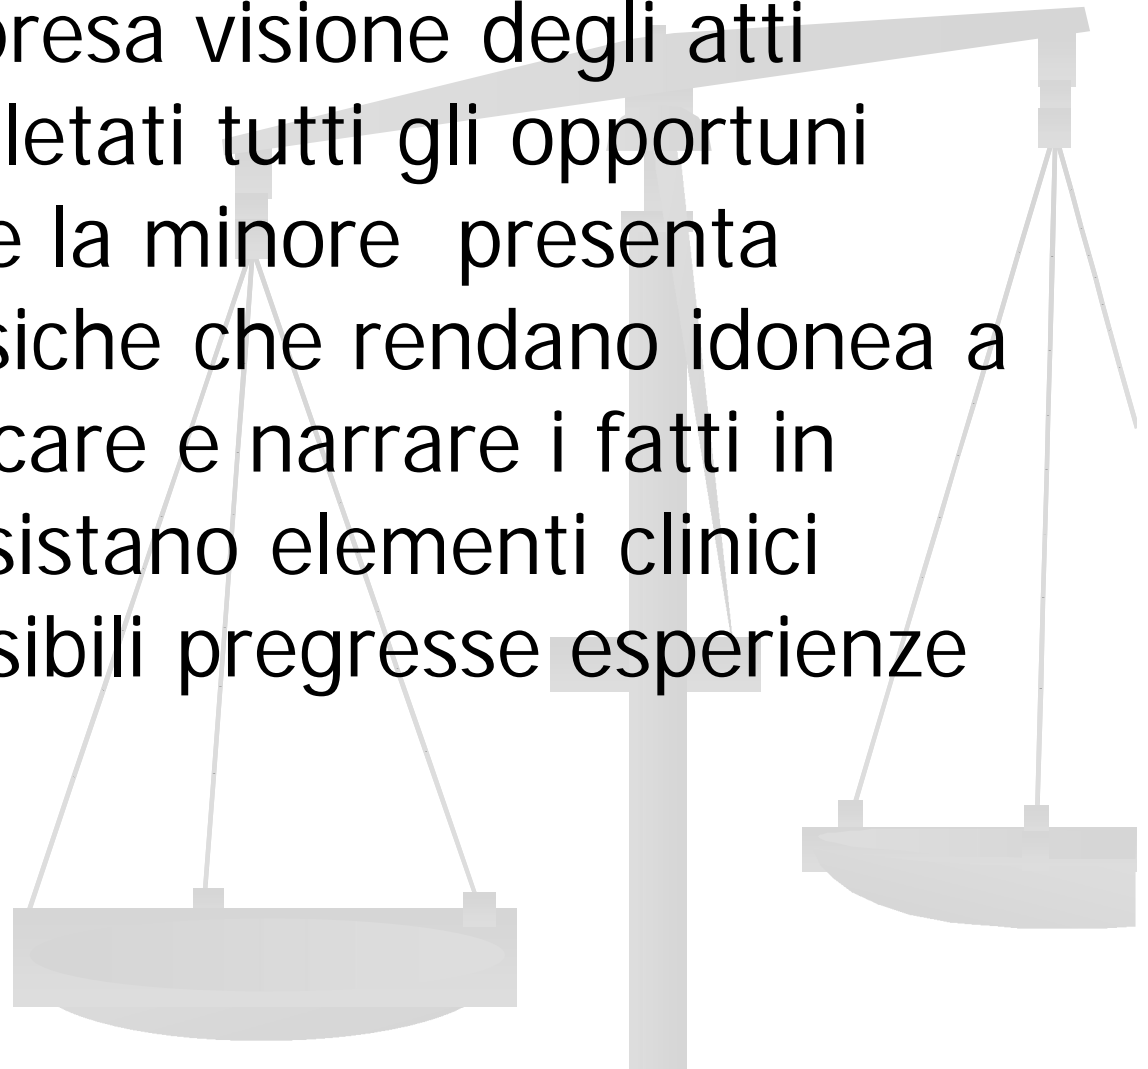 presa visione degli atti
letati tutti gli opportuni
e la minore presenta
siche che rendano idonea a
care e narrare i fatti in
sistano elementi clinici
sibili pregresse esperienze